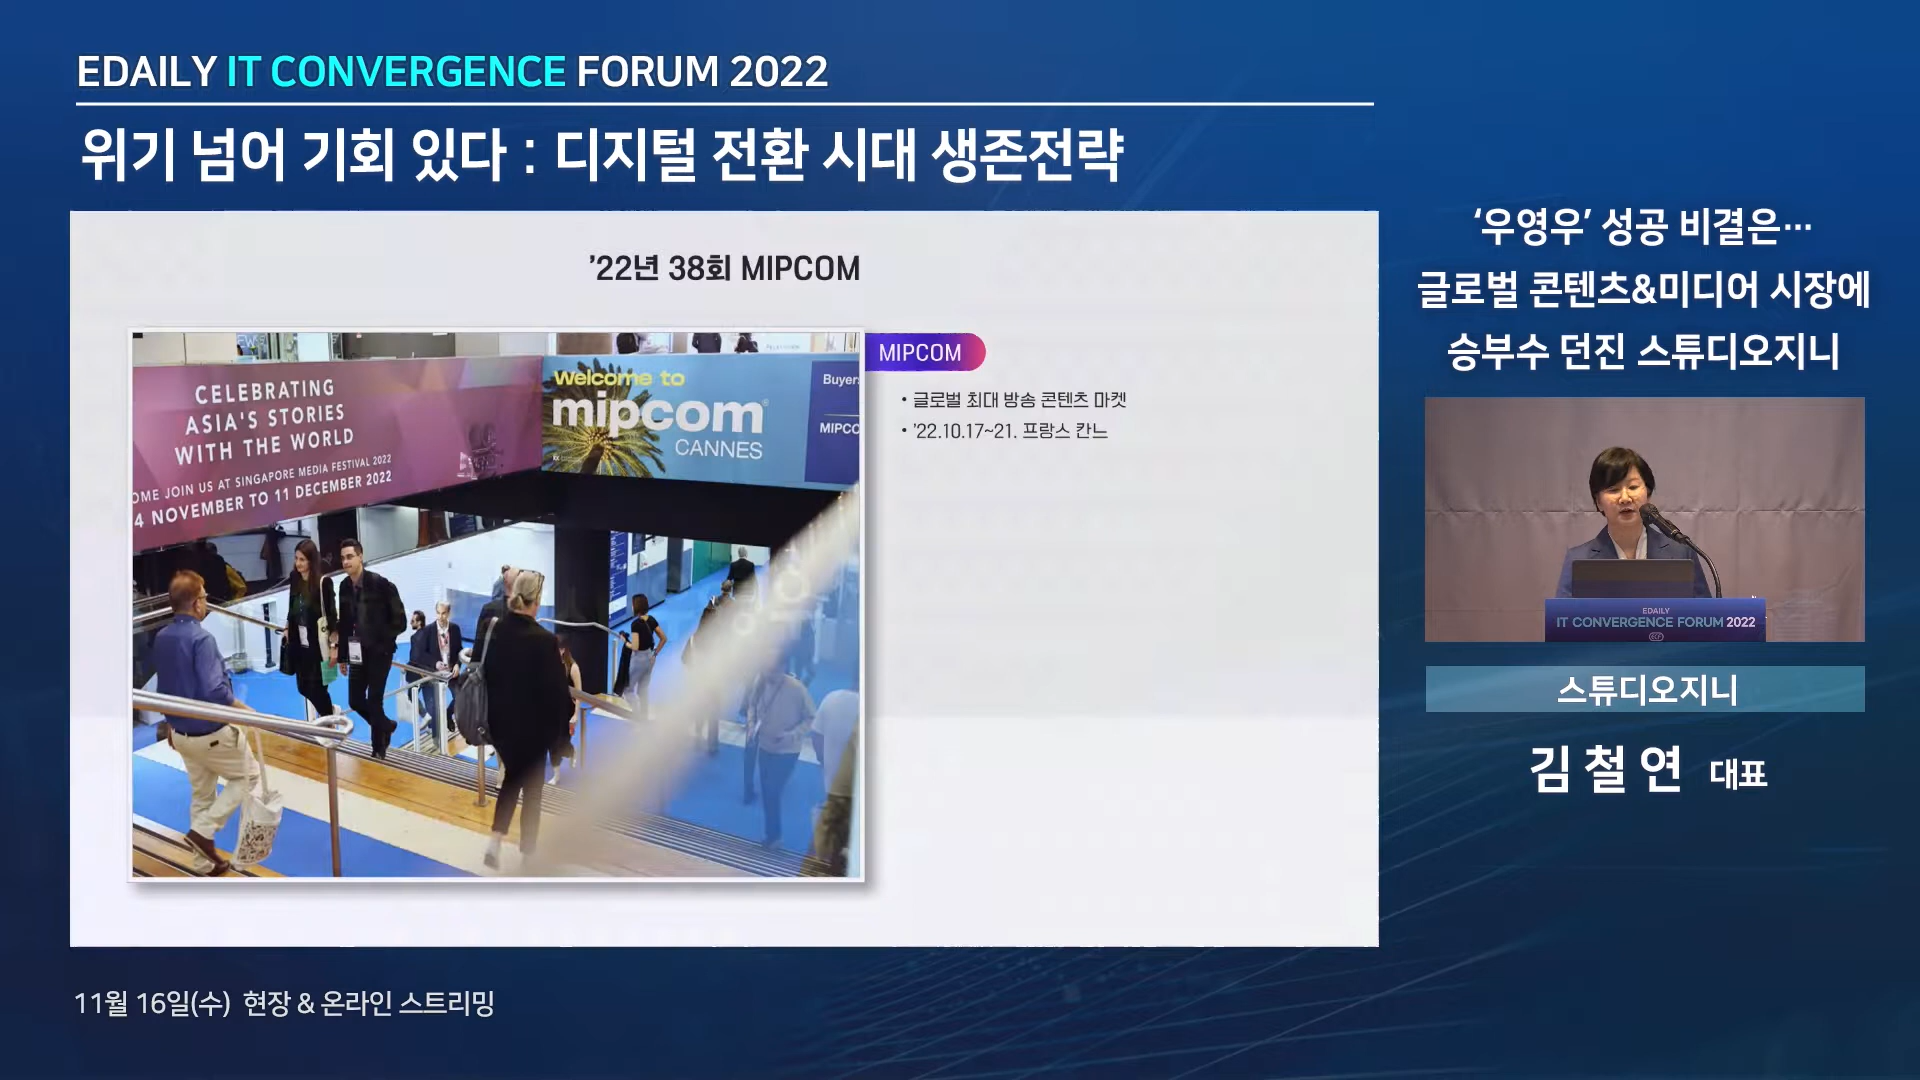 EDAILY IT CONVERGENCE FORUM 2022
위기 넘어 기회 있다 : 디지털 전환 시대 생존전략
'22년 38회 MIPCOM
CELEBRATING
ASIA'S STORIES
WITH THE WORLD
OME JOIN US AT SINGAPORE MEDIA FESTIVAL 2022
4 NOVEMBER TO 11 DECEMBER 2022
Welcome to
mipcom®
CANNES
Buyer
MIPCO
MIPCOM
• 글로벌 최대 방송 콘텐츠 마켓
• '22.10.17~21. 프랑스 칸느
‘우영우’ 성공 비결은…
글로벌 콘텐츠&미디어 시장에
승부수 던진 스튜디오지니
EDAILY
IT CONVERGENCE FORUM 2022
스튜디오지니
김철연 대표
11월 16일(수) 현장 & 온라인 스트리밍